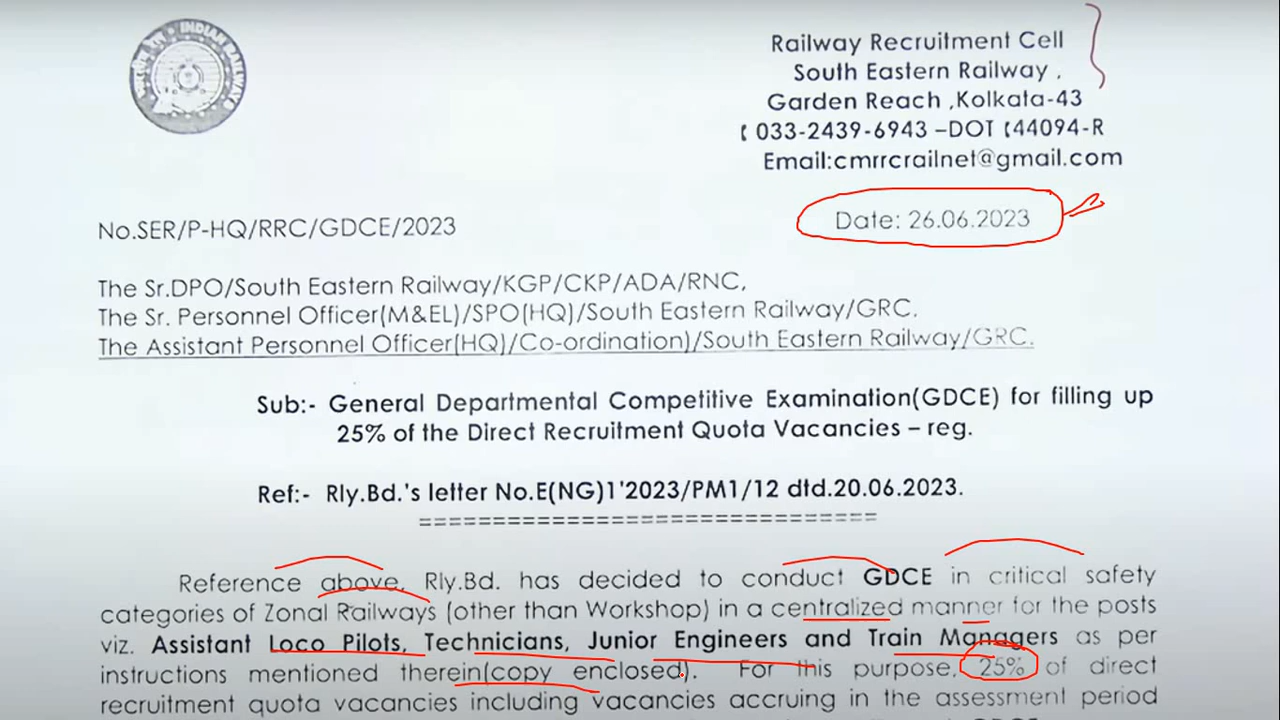 INDIAN RAILWAYS
Railway Recruitment Cell
South Eastern Railway ,
Garden Reach ,Kolkata-43
( 033-2439-6943 –DOT (44094-R
Email:cmrrcrailnet@gmail.com
No.SER/P-HQ/RRC/GDCE/2023
Date: 26.06.2023
The Sr.DPO/South Eastern Railway/KGP/CKP/ADA/RNC,
The Sr. Personnel Officer(M&EL)/SPO(HQ)/South Eastern Railway/GRC.
The Assistant Personnel Officer(HQ)/Co-ordination)/South Eastern Railway/GRC.
Sub:- General Departmental Competitive Examination(GDCE) for filling up
25% of the Direct Recruitment Quota Vacancies – reg.
Ref:- Rly.Bd.'s letter No.E(NG)1'2023/PM1/12 dtd.20.06.2023.
===============================
Reference above, Rly.Bd. has decided to conduct GDCE in critical safety
categories of Zonal Railways (other than Workshop) in a centralized manner for the posts
viz. Assistant Loco Pilots, Technicians, Junior Engineers and Train Managers as per
instructions mentioned therein(copy enclosed). For this purpose, 25% of direct
recruitment quota vacancies including vacancies accruing in the assessment period